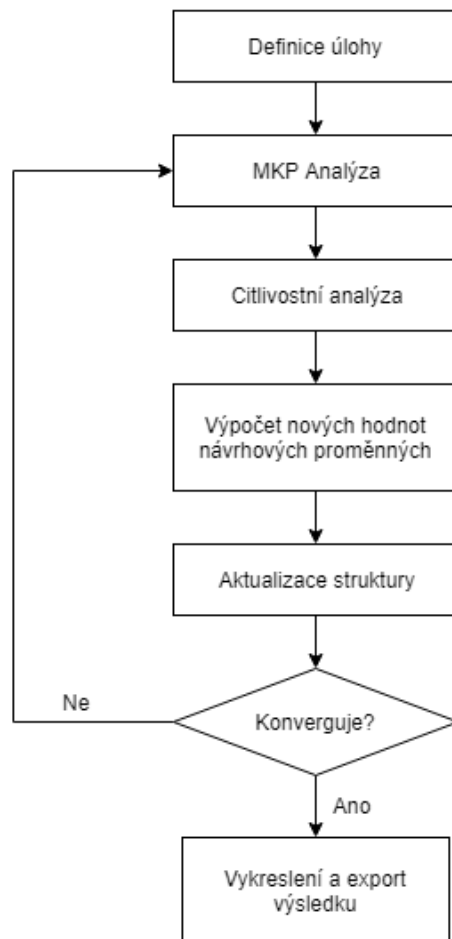 Definice úlohy
MKP Analýza
Citlivostní analýza
Výpočet nových hodnot
návrhových proměnných
Aktualizace struktury
Konverguje?
Ne
Ano
Vykreslení a export
výsledku